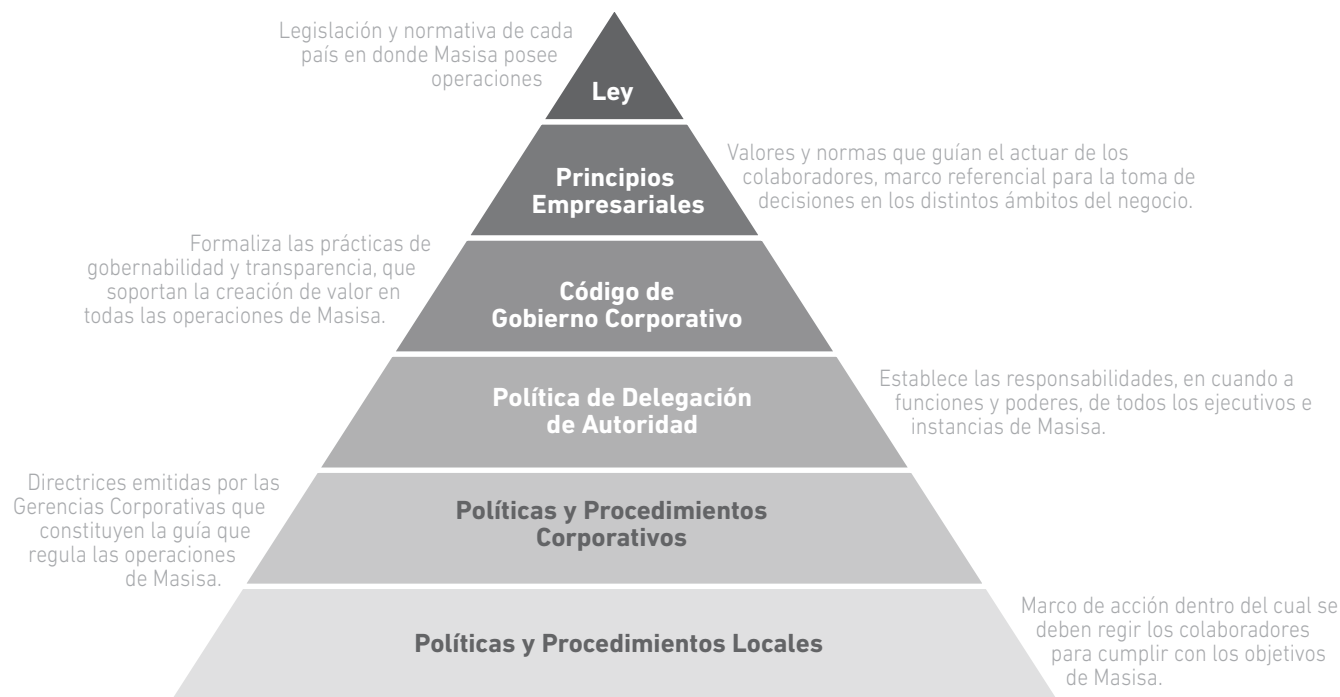 Legislación y normativa de cada
país en donde Masisa posee
operaciones
Ley
Principios
Empresariales
Valores y normas que guían el actuar de los
colaboradores, marco referencial para la toma de
decisiones en los distintos ámbitos del negocio.
Formaliza las prácticas de
gobernabilidad y transparencia, que
soportan la creación de valor en
todas las operaciones de Masisa.
Código de
Gobierno Corporativo
Política de Delegación
de Autoridad
Establece las responsabilidades, en cuando a
funciones y poderes, de todos los ejecutivos e
instancias de Masisa.
Directrices emitidas por las
Gerencias Corporativas que
constituyen la guía que
regula las operaciones
de Masisa.
Políticas y Procedimientos
Corporativos
Políticas y Procedimientos Locales
Marco de acción dentro del cual se
deben regir los colaboradores
para cumplir con los objetivos
de Masisa.